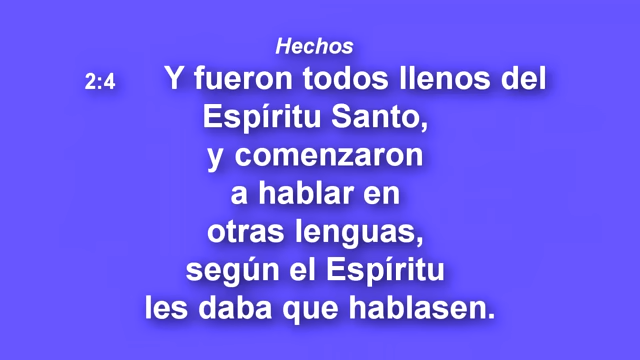 Hechos
2:4 Y fueron todos llenos del
Espíritu Santo,
y comenzaron
a hablar en
otras lenguas,
según el Espíritu
les daba que hablasen.